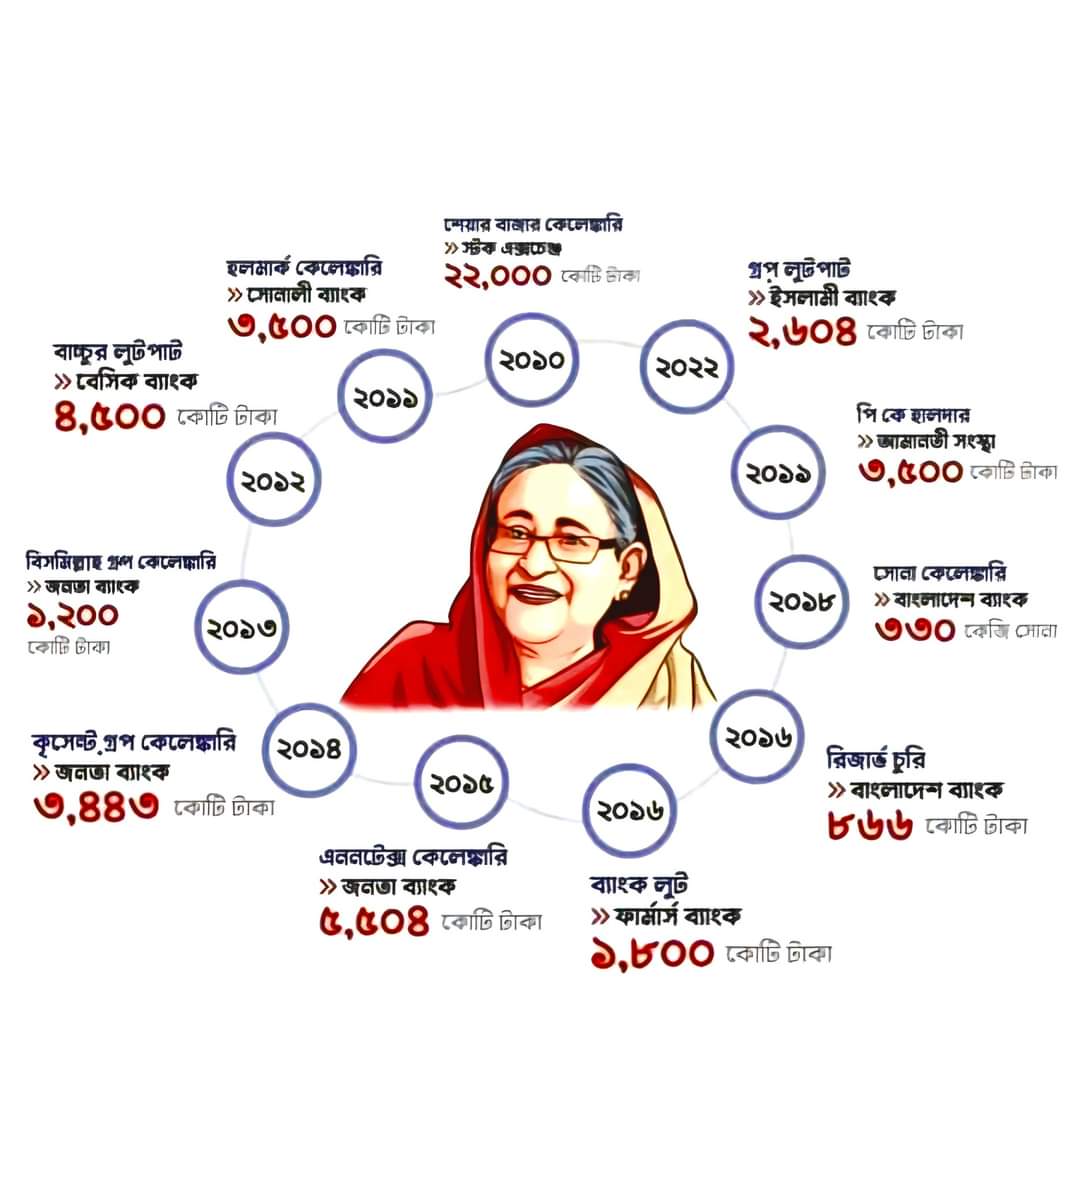 শেয়ার বাজার কেলেঙ্কারি
» স্টক এক্সচেঞ্জ
২২,০০০ কোটি টাকা
২০১০
হলমার্ক কেলেঙ্কারি
» সোনালী ব্যাংক
৩,৫০০ কোটি টাকা
২০১১
বাচ্চুর লুটপাট
» বেসিক ব্যাংক
৪,৫০০ কোটি টাকা
২০১২
বিসমিল্লাহ গ্রুপ কেলেঙ্কারি
» জনতা ব্যাংক
১,২০০
কোটি টাকা
২০১৩
কৃসেন্ট গ্রুপ কেলেঙ্কারি
» জনতা ব্যাংক
৩,৪৪৩ কোটি টাকা
২০১৪
২০১৫
এননটেক্স কেলেঙ্কারি
» জনতা ব্যাংক
৫,৫০৪ কোটি টাকা
২০১৬
ব্যাংক লুট
» ফার্মার্স ব্যাংক
১,৮০০ কোটি টাকা
২০১৬
রিজার্ভ চুরি
» বাংলাদেশ ব্যাংক
৮৬৬ কোটি টাকা
২০১৮
সোনা কেলেঙ্কারি
» বাংলাদেশ ব্যাংক
৩৩০ কেজি সোনা
২০১৯
পি কে হালদার
» আমানতী সংস্থা
৩,৫০০ কোটি টাকা
২০২২
গ্রুপ লুটপাট
» ইসলামী ব্যাংক
২,৬০৪ কোটি টাকা